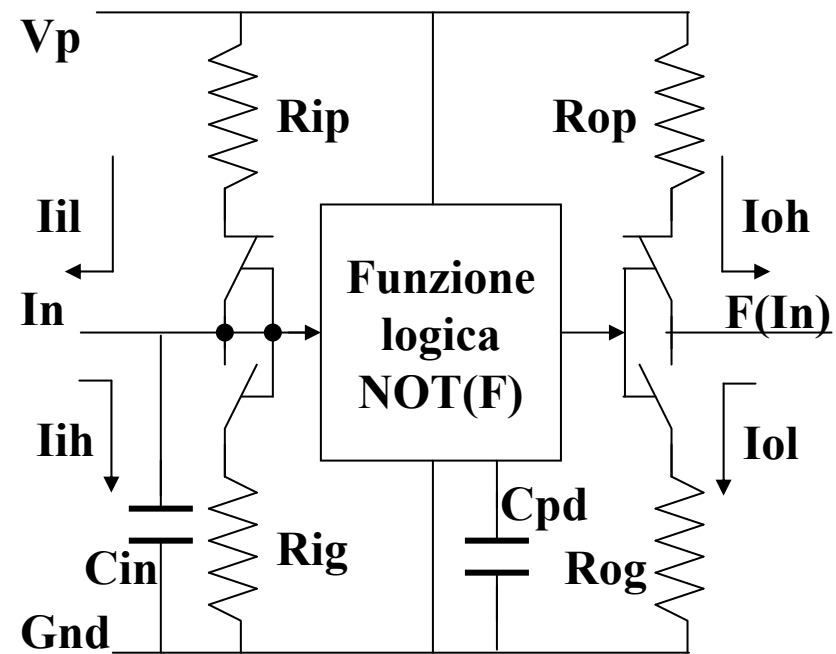 Vp
Rip
Rop
Iil
Ioh
In
Funzione
logica
NOT(F)
F(In)
Iih
Iol
Cin
Rig
Cpd
Rog
Gnd